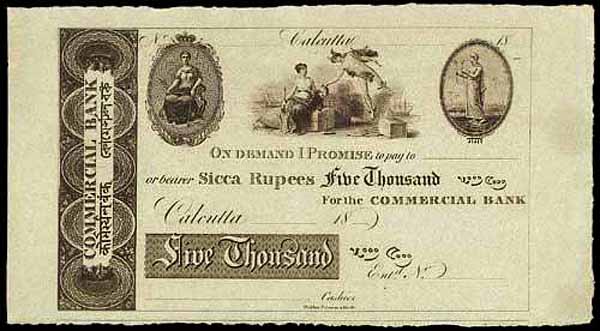 COMMERCIAL BANK
No. Calcutta 18
ON DEMAND I PROMISE to pay to
or bearer Sicca Rupees Five Thousand
For the COMMERCIAL BANK
Calcutta 18
Five Thousand
Entd. No.
Cashier